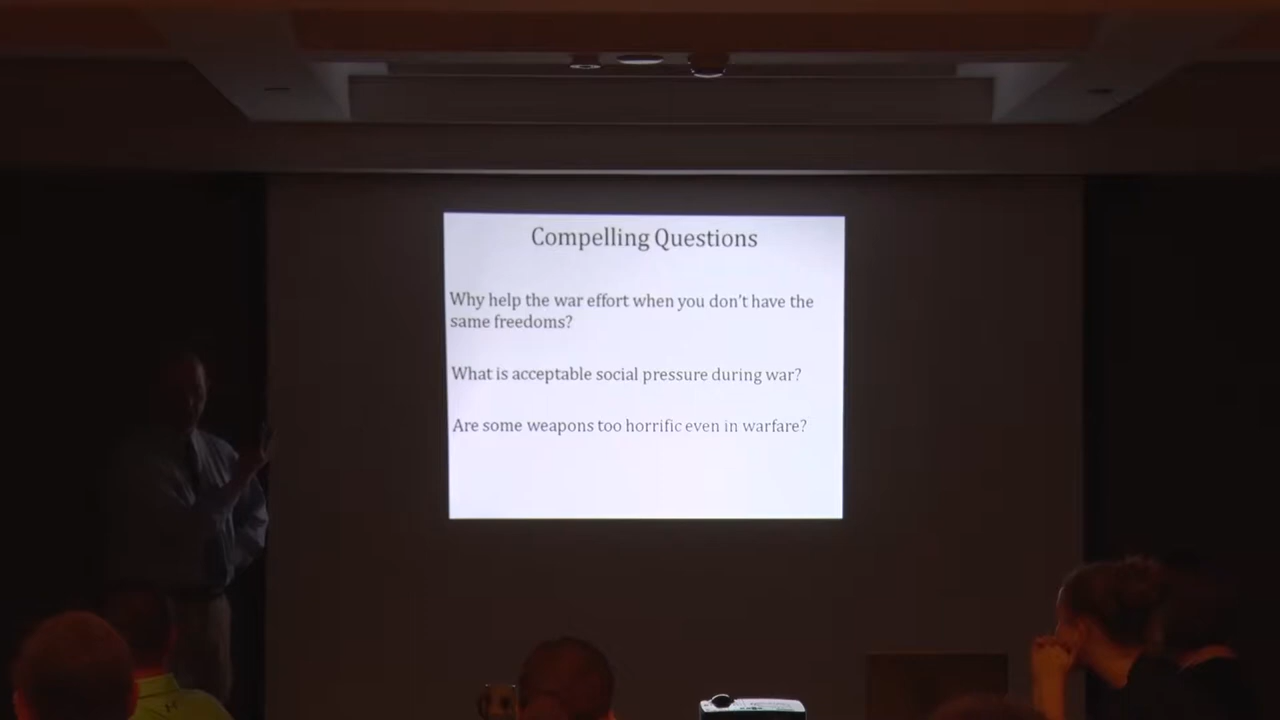 Compelling Questions
Why help the war effort when you don't have the
same freedoms?
What is acceptable social pressure during war?
Are some weapons too horrific even in warfare?